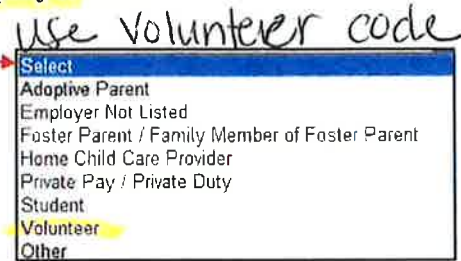 use Volunteer code
Select
Adoptive Parent
Employer Not Listed
Foster Parent / Family Member of Foster Parent
Home Child Care Provider
Private Pay / Private Duty
Student
Volunteer
Other